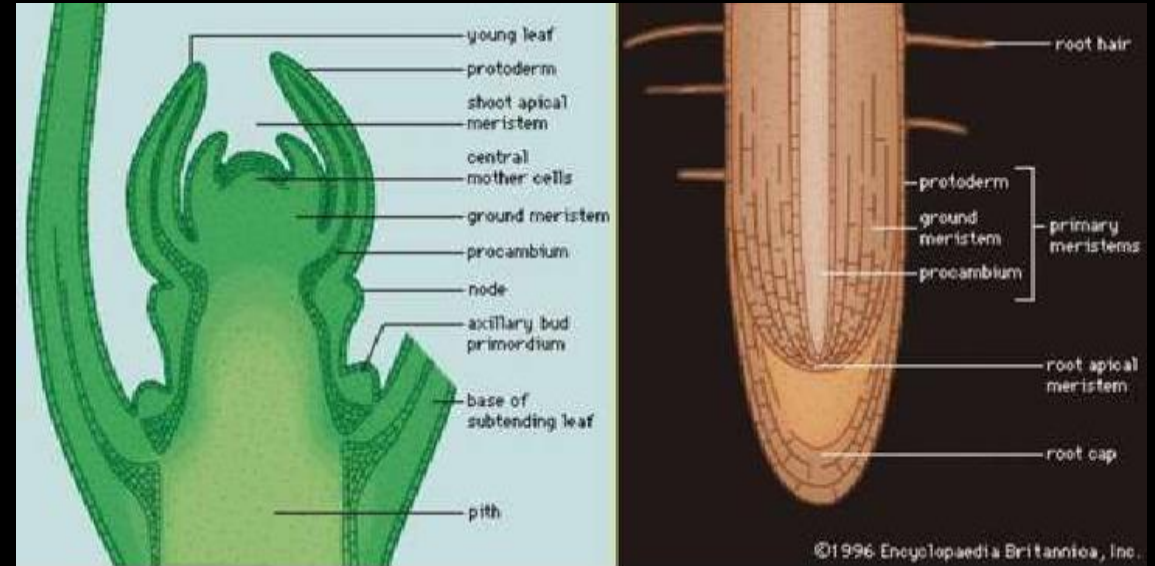 young leaf
protoderm
shoot apical
meristem
central
mother cells
ground meristem
procambium
node
axillary bud
primordium
base of
subtending leaf
pith
root hair
protoderm
ground
meristem
procambium
primary
meristems
root apical
meristem
root cap
©1996 Encyclopaedia Britannica, Inc.